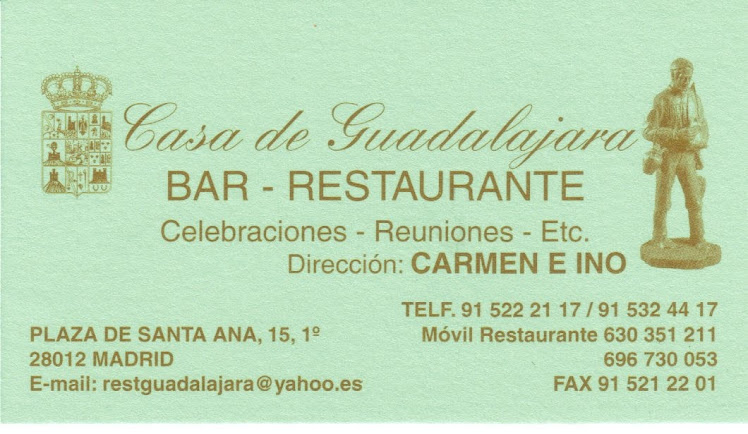 Casa de Guadalajara
BAR - RESTAURANTE
Celebraciones - Reuniones - Etc.
Dirección: CARMEN E INO
PLAZA DE SANTA ANA, 15, 1º
28012 MADRID
E-mail: restguadalajara@yahoo.es
TELF. 91 522 21 17 / 91 532 44 17
Móvil Restaurante 630 351 211
696 730 053
FAX 91 521 22 01